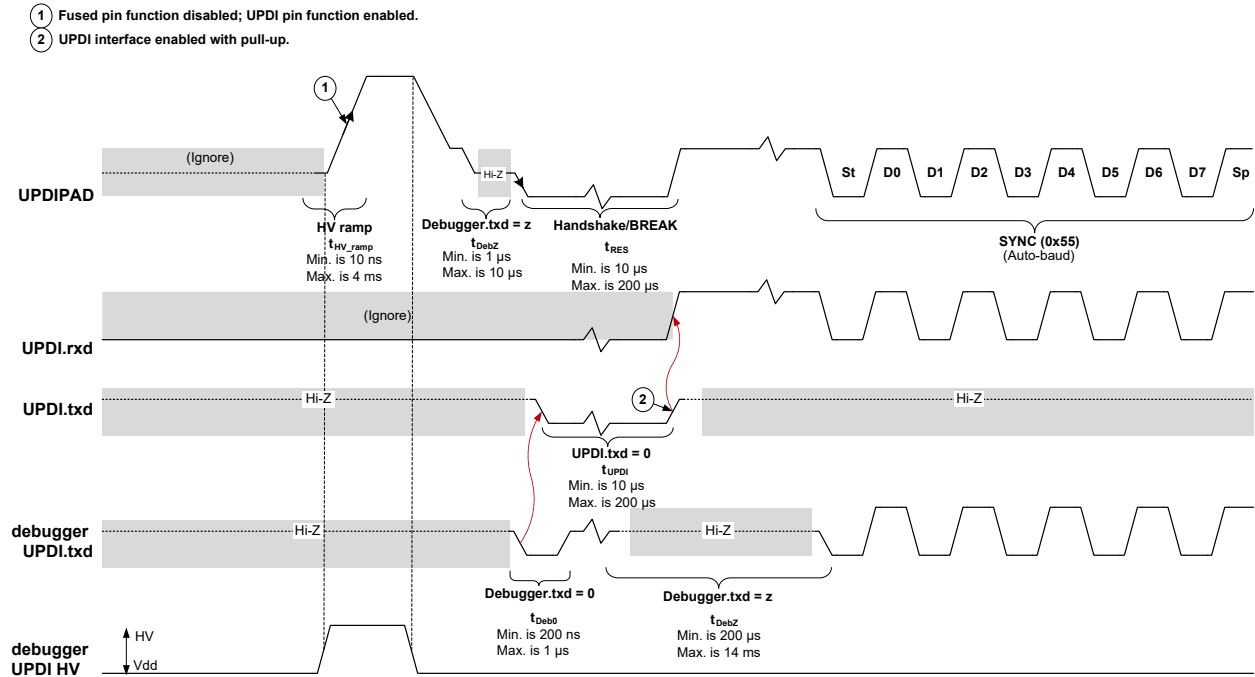 1 Fused pin function disabled; UPDI pin function enabled.
2 UPDI interface enabled with pull-up.
1
(Ignore)
UPDIPAD
Hi-Z
St D0 D1 D2 D3 D4 D5 D6 D7 Sp
HV ramp
tHV_ramp
Min. is 10 ns
Max. is 4 ms
Debugger.txd = z
tDebZ
Min. is 1 µs
Max. is 10 µs
Handshake/BREAK
tRES
Min. is 10 µs
Max. is 200 µs
SYNC (0x55)
(Auto-baud)
(Ignore)
UPDI.rxd
Hi-Z
2
Hi-Z
UPDI.txd
UPDI.txd = 0
tUPDI
Min. is 10 µs
Max. is 200 µs
Hi-Z
Hi-Z
debugger
UPDI.txd
Debugger.txd = 0
tDeb0
Min. is 200 ns
Max. is 1 µs
Debugger.txd = z
tDebZ
Min. is 200 µs
Max. is 14 ms
HV
Vdd
debugger
UPDI HV